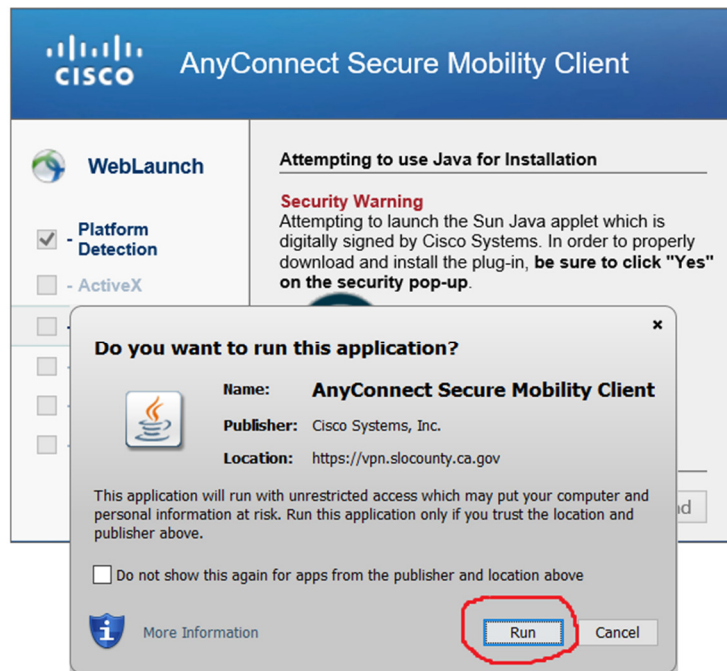 CISCO
AnyConnect Secure Mobility Client
WebLaunch
- Platform
Detection
- ActiveX
-
-
-
-
Attempting to use Java for Installation
Security Warning
Attempting to launch the Sun Java applet which is
digitally signed by Cisco Systems. In order to properly
download and install the plug-in, be sure to click "Yes"
on the security pop-up.
Do you want to run this application?
Name: AnyConnect Secure Mobility Client
Publisher: Cisco Systems, Inc.
Location: https://vpn.slocounty.ca.gov
This application will run with unrestricted access which may put your computer and
personal information at risk. Run this application only if you trust the location and
publisher above.
Do not show this again for apps from the publisher and location above
More Information
Run
Cancel